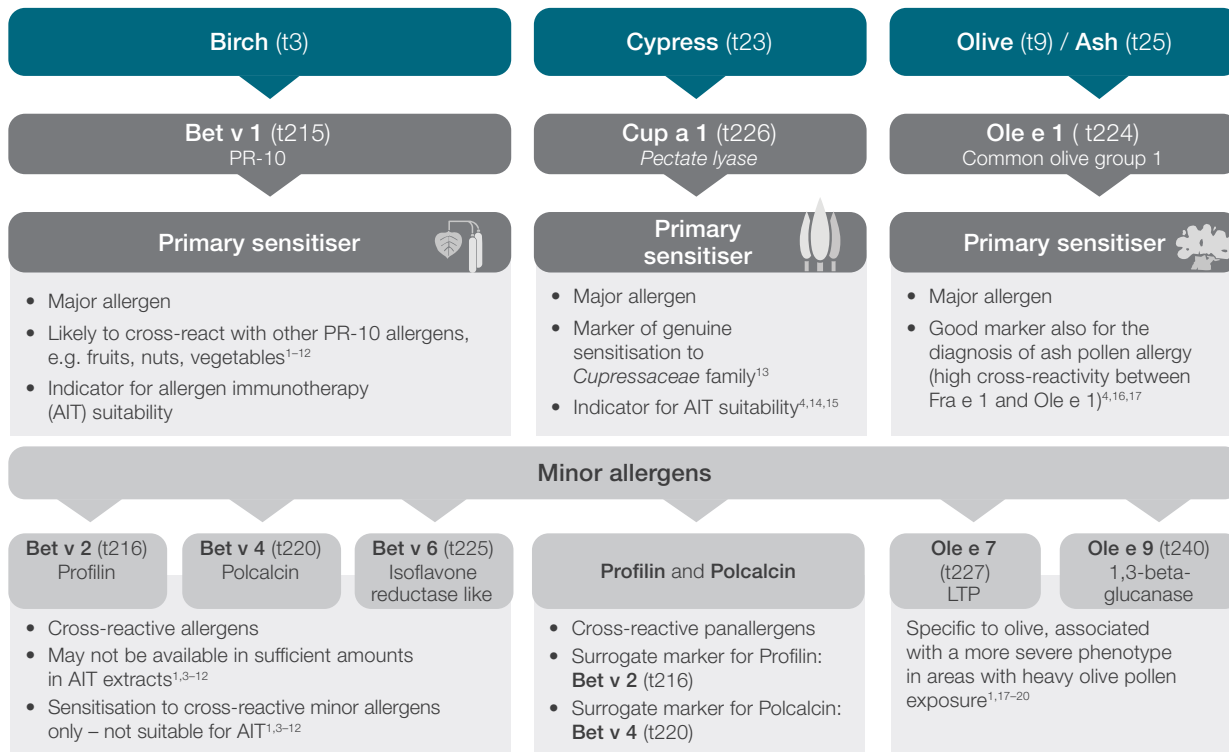 Birch (t3)
Cypress (t23)
Olive (t9) / Ash (t25)
Bet v 1 (t215)
PR-10
Cup a 1 (t226)
Pectate lyase
Ole e 1 ( t224)
Common olive group 1
Primary sensitiser
• Major allergen
• Likely to cross-react with other PR-10 allergens,
e.g. fruits, nuts, vegetables1–12
• Indicator for allergen immunotherapy
(AIT) suitability
Primary
sensitiser
• Major allergen
• Marker of genuine
sensitisation to
Cupressaceae family13
• Indicator for AIT suitability4,14,15
Primary sensitiser
• Major allergen
• Good marker also for the
diagnosis of ash pollen allergy
(high cross-reactivity between
Fra e 1 and Ole e 1)4,16,17
Minor allergens
Bet v 2 (t216)
Profilin
Bet v 4 (t220)
Polcalcin
Bet v 6 (t225)
Isoflavone
reductase like
• Cross-reactive allergens
• May not be available in sufficient amounts
in AIT extracts1,3–12
• Sensitisation to cross-reactive minor allergens
only – not suitable for AIT1,3–12
Profilin and Polcalcin
• Cross-reactive panallergens
• Surrogate marker for Profilin:
Bet v 2 (t216)
• Surrogate marker for Polcalcin:
Bet v 4 (t220)
Ole e 7
(t227)
LTP
Ole e 9 (t240)
1,3-beta-
glucanase
Specific to olive, associated
with a more severe phenotype
in areas with heavy olive pollen
exposure1,17–20